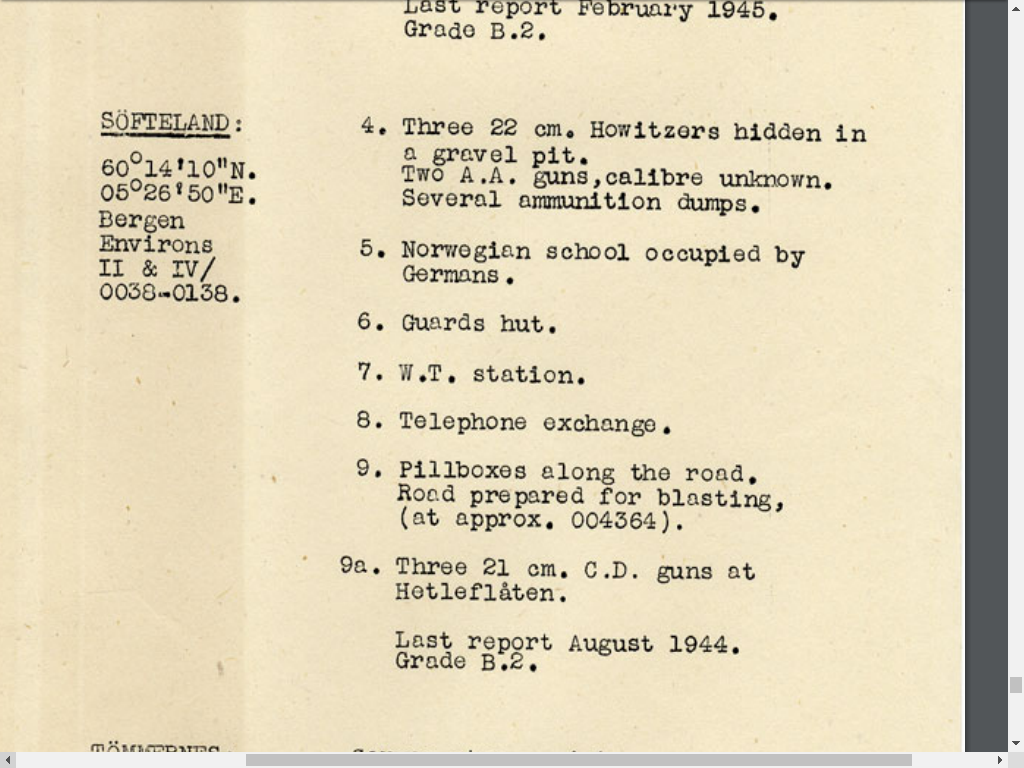 Last report February 1945.
Grade B.2.
SÖFTELAND:
60°14'10"N.
05°26'50"E.
Bergen
Environs
II & IV/
0038-0138.
4. Three 22 cm. Howitzers hidden in
a gravel pit.
Two A.A. guns,calibre unknown.
Several ammunition dumps.
5. Norwegian school occupied by
Germans.
6. Guards hut.
7. W.T. station.
8. Telephone exchange.
9. Pillboxes along the road.
Road prepared for blasting,
(at approx. 004364).
9a. Three 21 cm. C.D. guns at
Hetleflåten.
Last report August 1944.
Grade B.2.
TÖMMERNES: